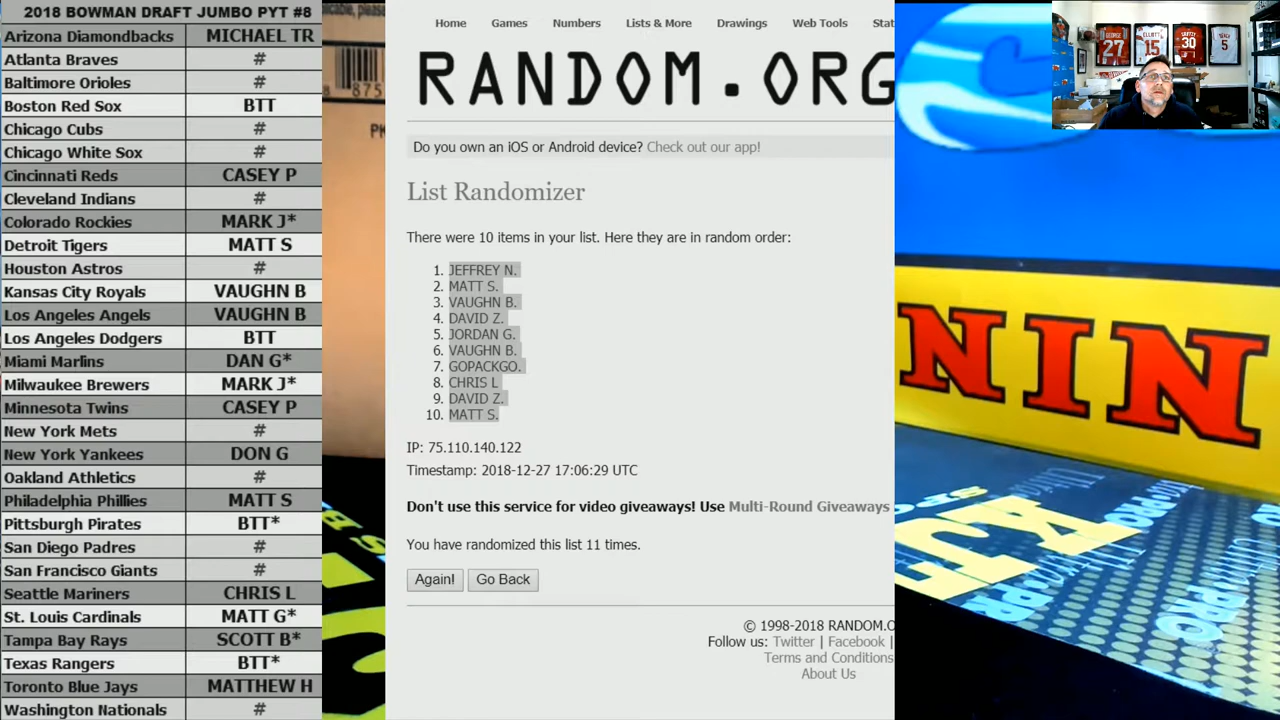 2018 BOWMAN DRAFT JUMBO PYT #8
Arizona Diamondbacks MICHAEL TR
Atlanta Braves #
Baltimore Orioles #
Boston Red Sox BTT
Chicago Cubs #
Chicago White Sox #
Cincinnati Reds CASEY P
Cleveland Indians #
Colorado Rockies MARK J*
Detroit Tigers MATT S
Houston Astros #
Kansas City Royals VAUGHN B
Los Angeles Angels VAUGHN B
Los Angeles Dodgers BTT
Miami Marlins DAN G*
Milwaukee Brewers MARK J*
Minnesota Twins CASEY P
New York Mets #
New York Yankees DON G
Oakland Athletics #
Philadelphia Phillies MATT S
Pittsburgh Pirates BTT*
San Diego Padres #
San Francisco Giants #
Seattle Mariners CHRIS L
St. Louis Cardinals MATT G*
Tampa Bay Rays SCOTT B*
Texas Rangers BTT*
Toronto Blue Jays MATTHEW H
Washington Nationals #
Home Games Numbers Lists & More Drawings Web Tools Stat
RANDOM.ORG
Do you own an iOS or Android device? Check out our app!
List Randomizer
There were 10 items in your list. Here they are in random order:
1. JEFFREY N.
2. MATT S.
3. VAUGHN B.
4. DAVID Z.
5. JORDAN G.
6. VAUGHN B.
7. GOPACKGO.
8. CHRIS L
9. DAVID Z.
10. MATT S.
IP: 75.110.140.122
Timestamp: 2018-12-27 17:06:29 UTC
Don't use this service for video giveaways! Use Multi-Round Giveaways
You have randomized this list 11 times.
Again! Go Back
© 1998-2018 RANDOM.O
Follow us: Twitter | Facebook |
Terms and Conditions
About Us
875
PK
GEORGE
27
ELLIOTT
15
30
5
NIN